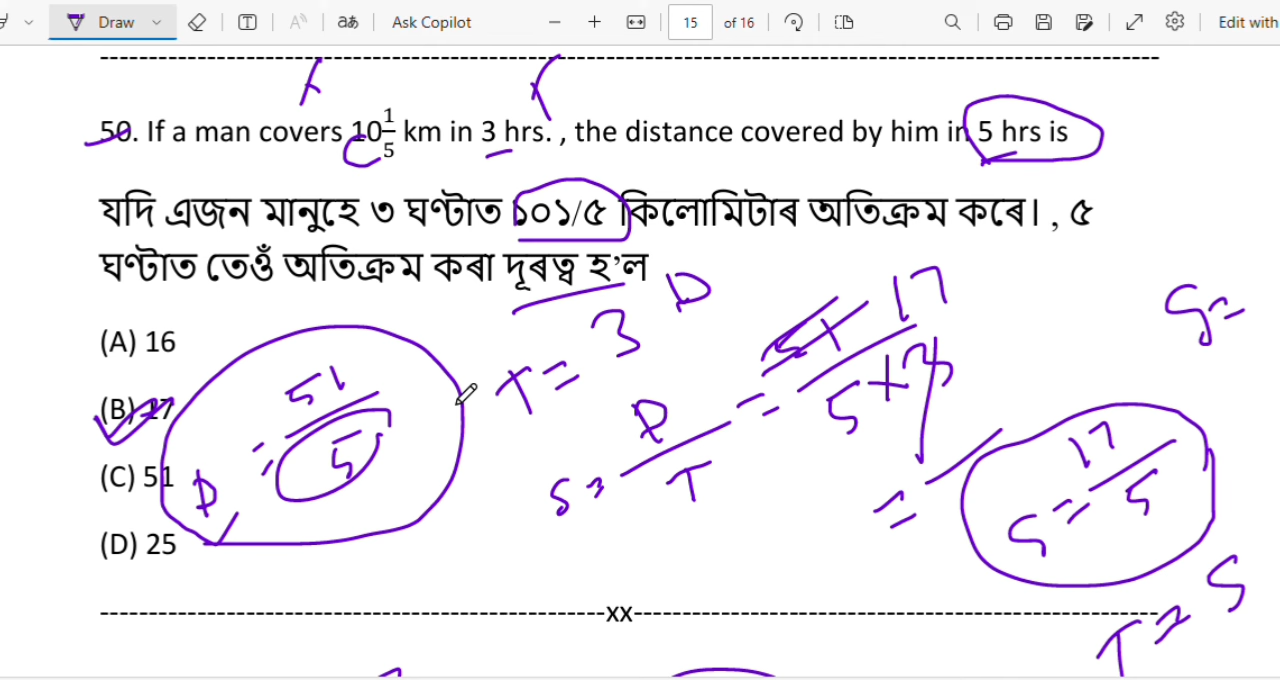 Draw aあ Ask Copilot 15 of 16 Edit with
50. If a man covers 10 1/5 km in 3 hrs. , the distance covered by him in 5 hrs is
যদি এজন মানুহে ৩ ঘণ্টাত ১০১/৫ কিলোমিটাৰ অতিক্ৰম কৰে। , ৫
ঘণ্টাত তেওঁ অতিক্ৰম কৰা দূৰত্ব হ’ল
(A) 16
(B) 17
(C) 51
(D) 25
D = 51/5
T = 3
S = D/T
= 17
5 × 3
= S = 17/5
S =
T = 5
xx